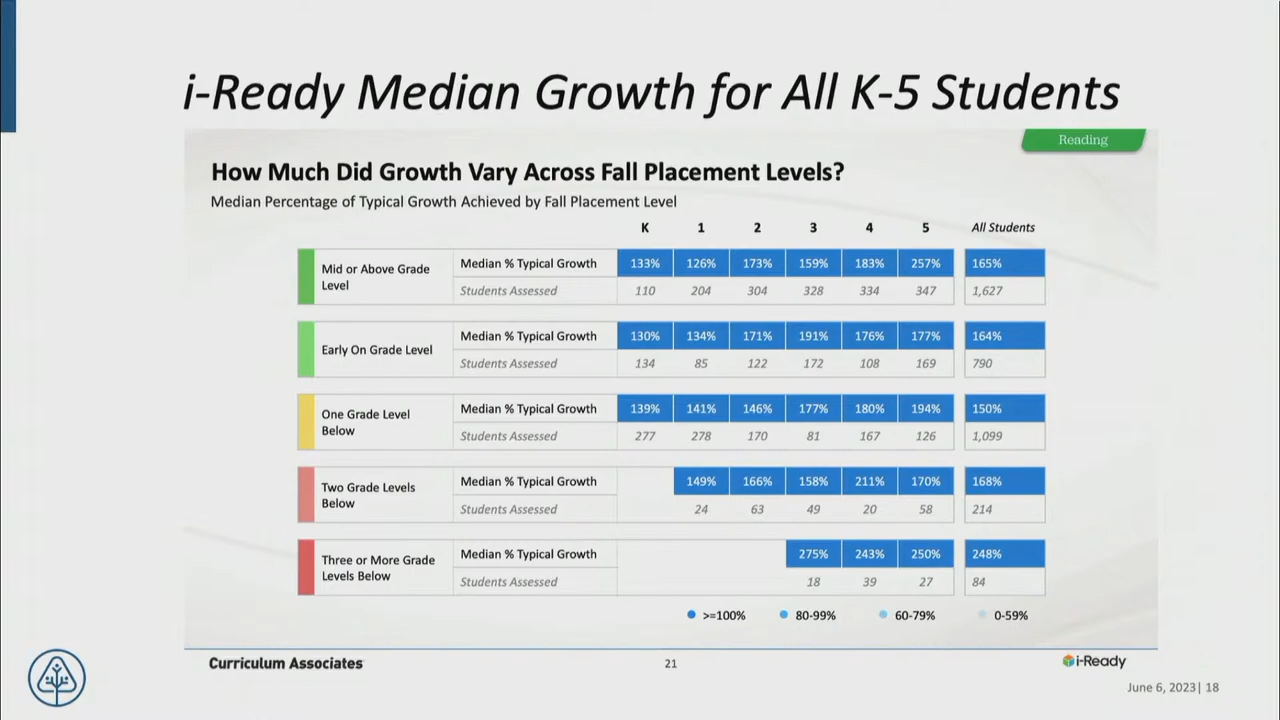 i-Ready Median Growth for All K-5 Students
Reading
How Much Did Growth Vary Across Fall Placement Levels?
Median Percentage of Typical Growth Achieved by Fall Placement Level
K 1 2 3 4 5 All Students
Mid or Above Grade
Level
Median % Typical Growth 133% 126% 173% 159% 183% 257% 165%
Students Assessed 110 204 304 328 334 347 1,627
Early On Grade Level
Median % Typical Growth 130% 134% 171% 191% 176% 177% 164%
Students Assessed 134 85 122 172 108 169 790
One Grade Level
Below
Median % Typical Growth 139% 141% 146% 177% 180% 194% 150%
Students Assessed 277 278 170 81 167 126 1,099
Two Grade Levels
Below
Median % Typical Growth 149% 166% 158% 211% 170% 168%
Students Assessed 24 63 49 20 58 214
Three or More Grade
Levels Below
Median % Typical Growth 275% 243% 250% 248%
Students Assessed 18 39 27 84
>=100% 80-99% 60-79% 0-59%
Curriculum Associates 21 i-Ready
June 6, 2023| 18